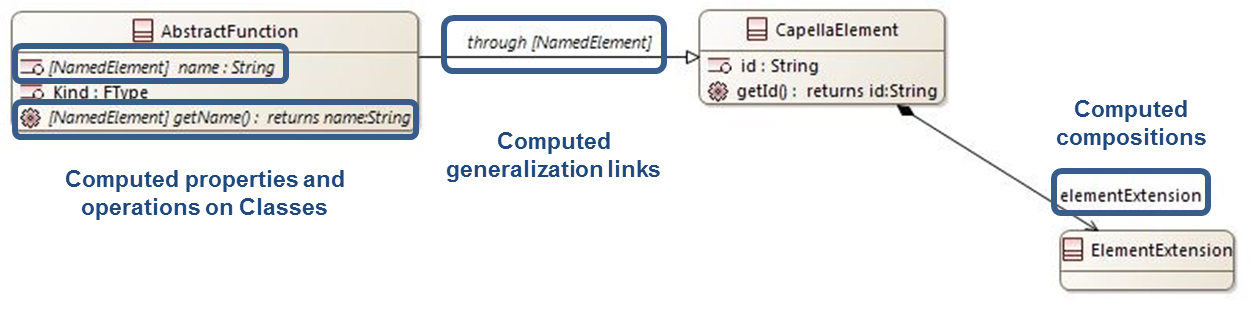 AbstractFunction
[NamedElement] name : String
Kind : FType
[NamedElement] getName() : returns name:String
Computed properties and
operations on Classes
through [NamedElement]
Computed
generalization links
CapellaElement
id : String
getId() : returns id:String
Computed
compositions
elementExtension
ElementExtension